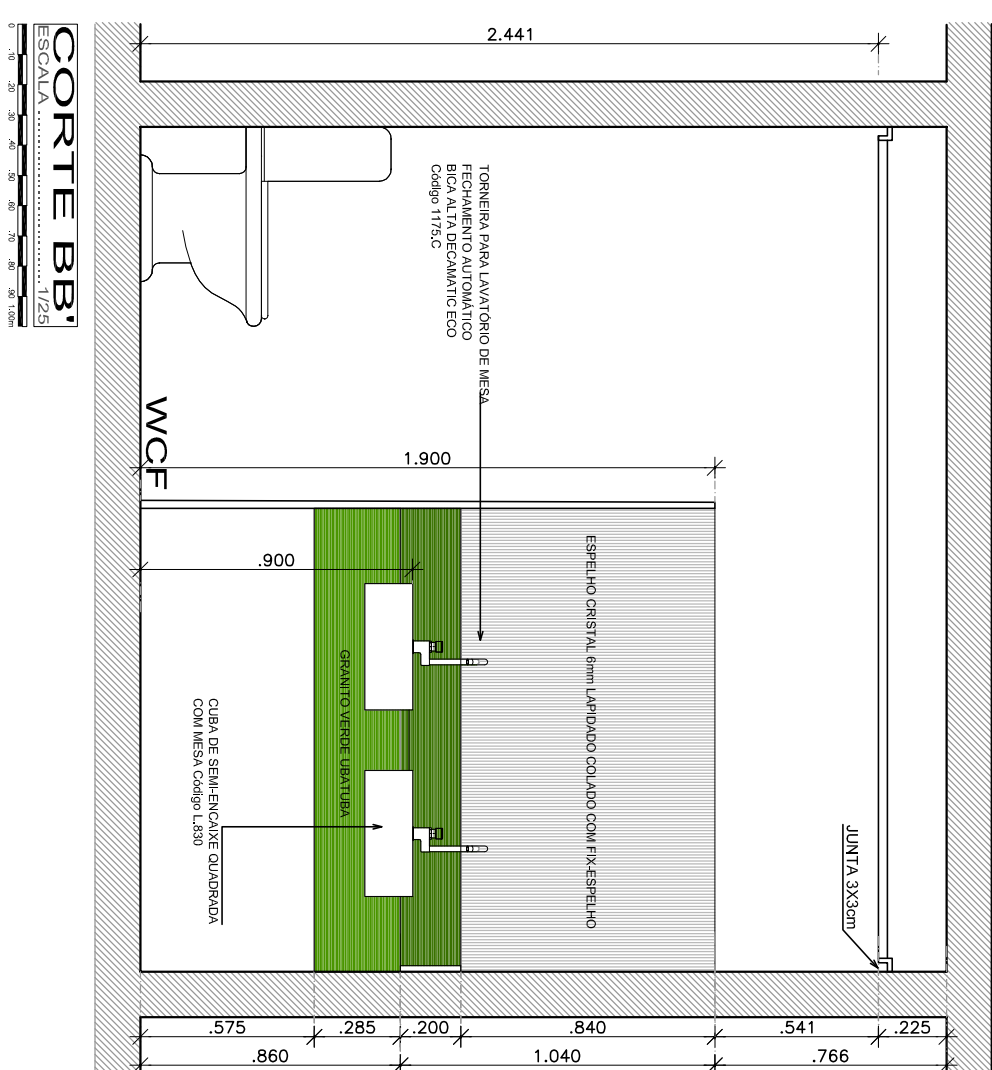 CORTE BB'
ESCALA ........................ 1/25
0 .10 .20 .30 .40 .50 .60 .70 .80 .90 1.00m
2.441
TORNEIRA PARA LAVATÓRIO DE MESA
FECHAMENTO AUTOMÁTICO
BICA ALTA DECAMATIC ECO
Código 1175.C
WCF
1.900
.900
ESPELHO CRISTAL 6mm LAPIDADO COLADO COM FIX-ESPELHO
GRANITO VERDE UBATUBA
CUBA DE SEMI-ENCAIXE QUADRADA
COM MESA Código L.830
JUNTA 3X3cm
.575 .285 .200 .840 .541 .225
.860 1.040 .766